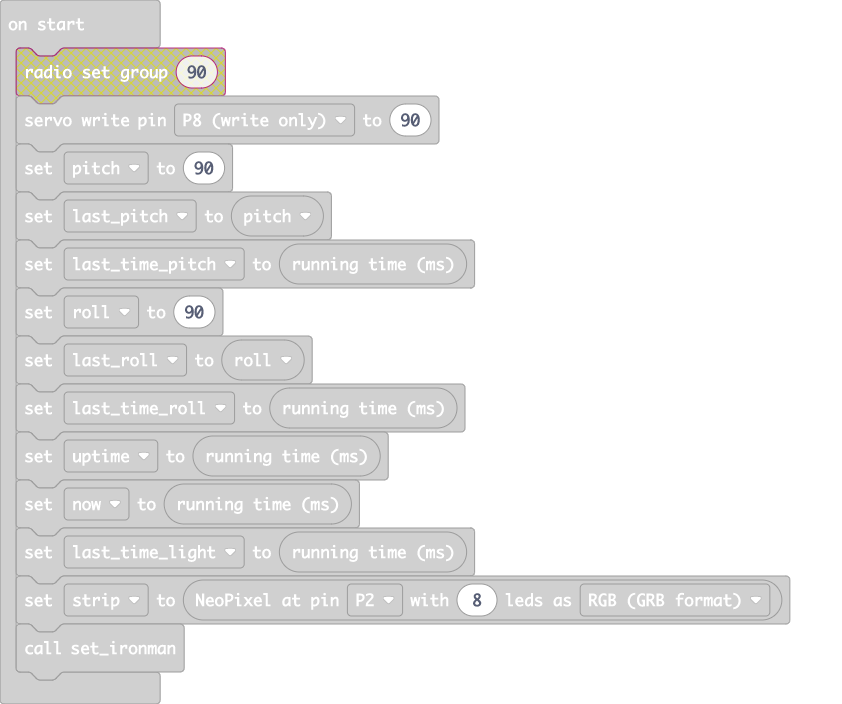 on start
radio set group 90
servo write pin P8 (write only) to 90
set pitch to 90
set last_pitch to pitch
set last_time_pitch to running time (ms)
set roll to 90
set last_roll to roll
set last_time_roll to running time (ms)
set uptime to running time (ms)
set now to running time (ms)
set last_time_light to running time (ms)
set strip to NeoPixel at pin P2 with 8 leds as RGB (GRB format)
call set_ironman